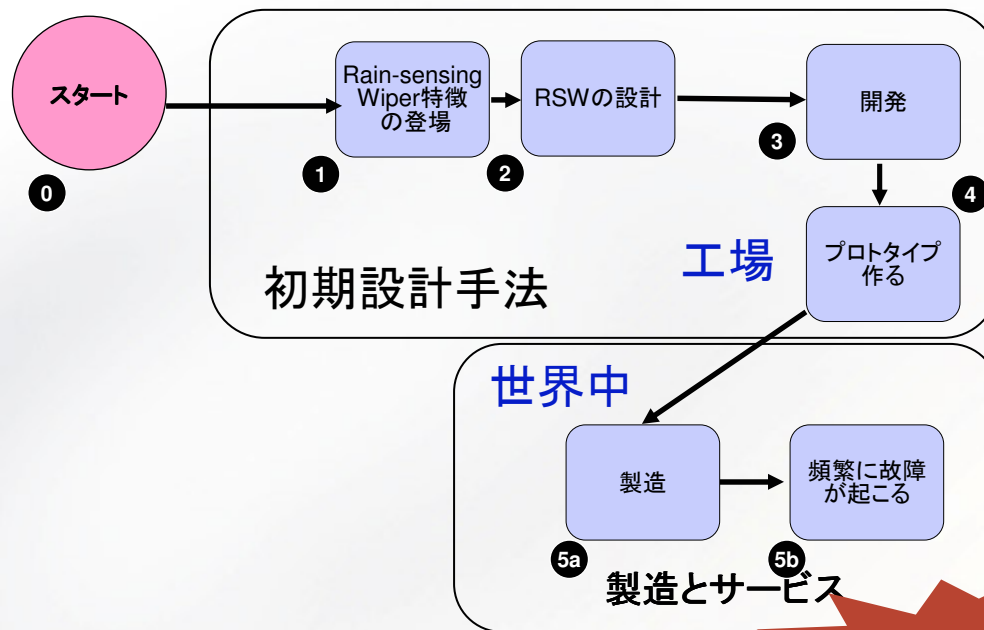 スタート
0
Rain-sensing
Wiper特徴
の登場
1
RSWの設計
2
開発
3
4
プロトタイプ
作る
工場
初期設計手法
世界中
製造
5a
頻繁に故障
が起こる
5b
製造とサービス